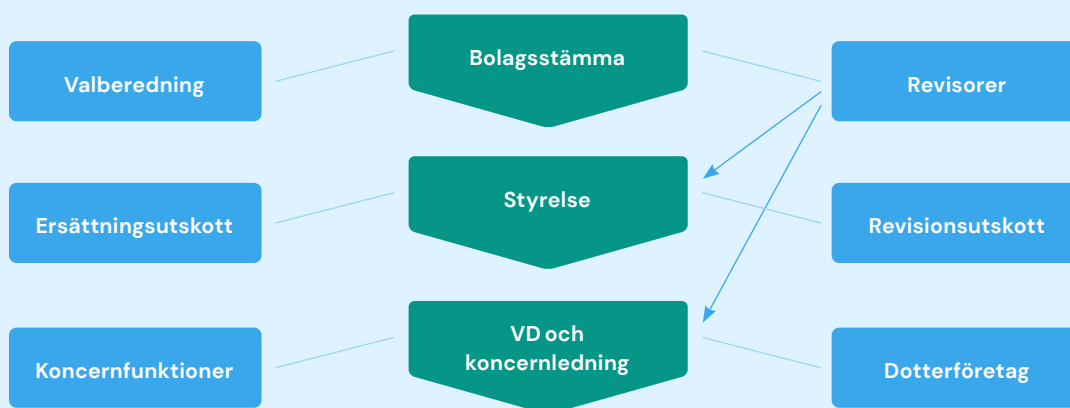 Valberedning
Bolagsstämma
Revisorer
Ersättningsutskott
Styrelse
Revisionsutskott
Koncernfunktioner
VD och
koncernledning
Dotterföretag